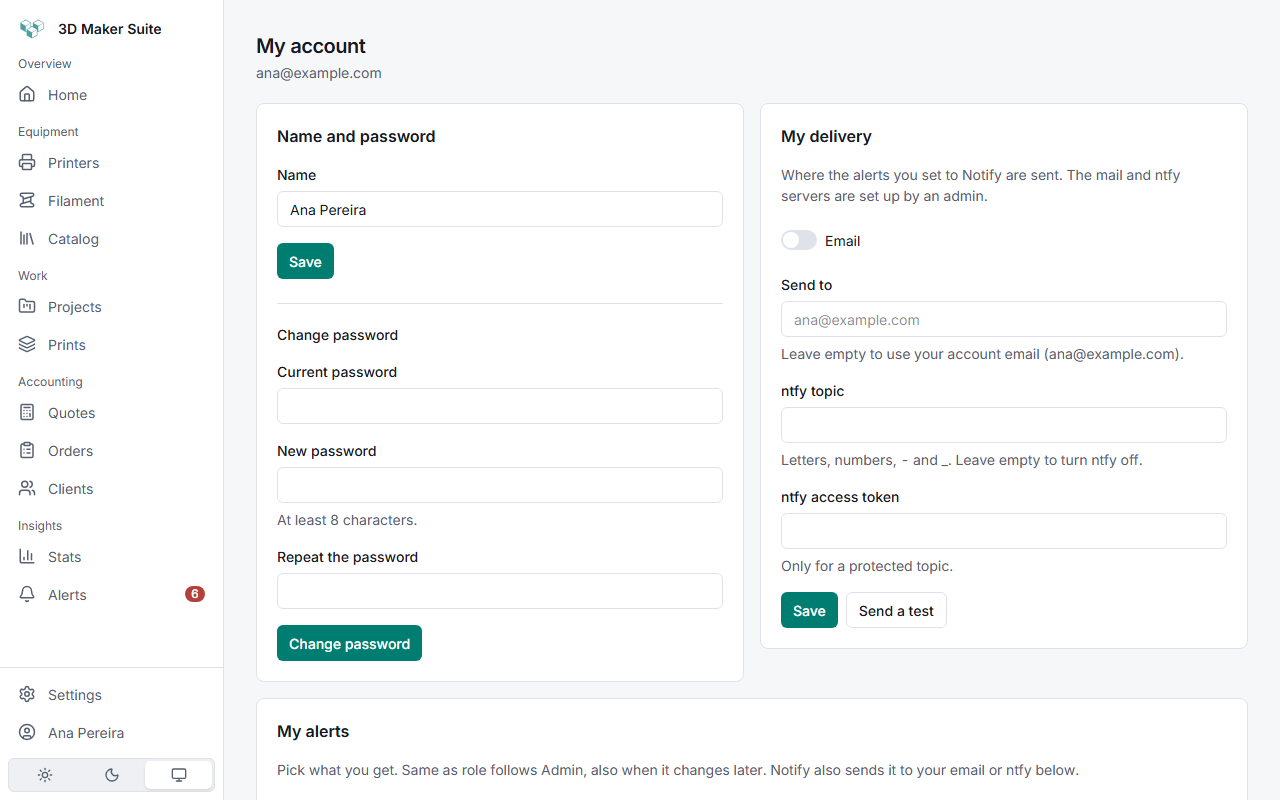 3D Maker Suite
Overview
Home
Equipment
Printers
Filament
Catalog
Work
Projects
Prints
Accounting
Quotes
Orders
Clients
Insights
Stats
Alerts
6
Settings
Ana Pereira
My account
ana@example.com
Name and password
Name
Ana Pereira
Save
Change password
Current password
New password
At least 8 characters.
Repeat the password
Change password
My delivery
Where the alerts you set to Notify are sent. The mail and ntfy
servers are set up by an admin.
Email
Send to
ana@example.com
Leave empty to use your account email (ana@example.com).
ntfy topic
Letters, numbers, - and _. Leave empty to turn ntfy off.
ntfy access token
Only for a protected topic.
Save
Send a test
My alerts
Pick what you get. Same as role follows Admin, also when it changes later. Notify also sends it to your email or ntfy below.